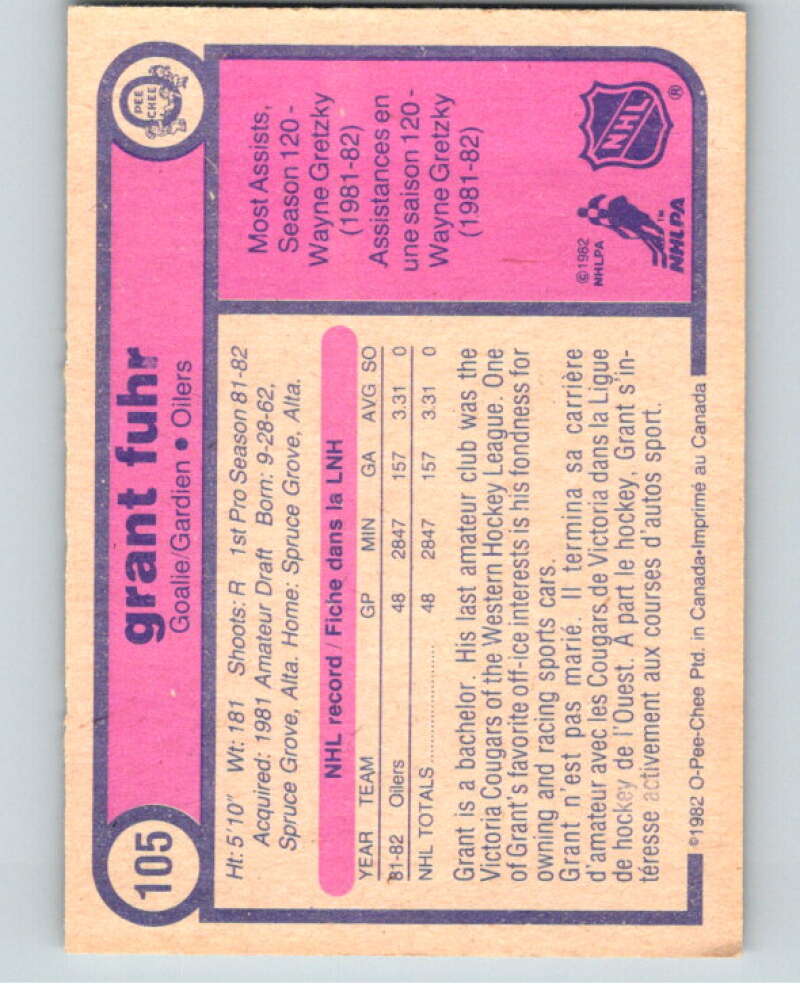 105
grant fuhr
Goalie/Gardien • Oilers
PEE
CHEE
Ht: 5'10" Wt: 181 Shoots: R 1st Pro Season 81-82
Acquired: 1981 Amateur Draft Born: 9-28-62,
Spruce Grove, Alta. Home: Spruce Grove, Alta.
NHL record / Fiche dans la LNH
YEAR TEAM GP MIN GA AVG SO
81-82 Oilers 48 2847 157 3.31 0
NHL TOTALS .................... 48 2847 157 3.31 0
Grant is a bachelor. His last amateur club was the
Victoria Cougars of the Western Hockey League. One
of Grant's favorite off-ice interests is his fondness for
owning and racing sports cars.
Grant n'est pas marié. Il termina sa carrière
d'amateur avec les Cougars de Victoria dans la Ligue
de hockey de l'Ouest. À part le hockey, Grant s'in-
téresse activement aux courses d'autos sport.
©1982 O-Pee-Chee Ptd. in Canada•Imprimé au Canada
Most Assists,
Season 120 -
Wayne Gretzky
(1981-82)
Assistances en
une saison 120 -
Wayne Gretzky
(1981-82)
©1982
NHLPA
NHLPA™
NHL®